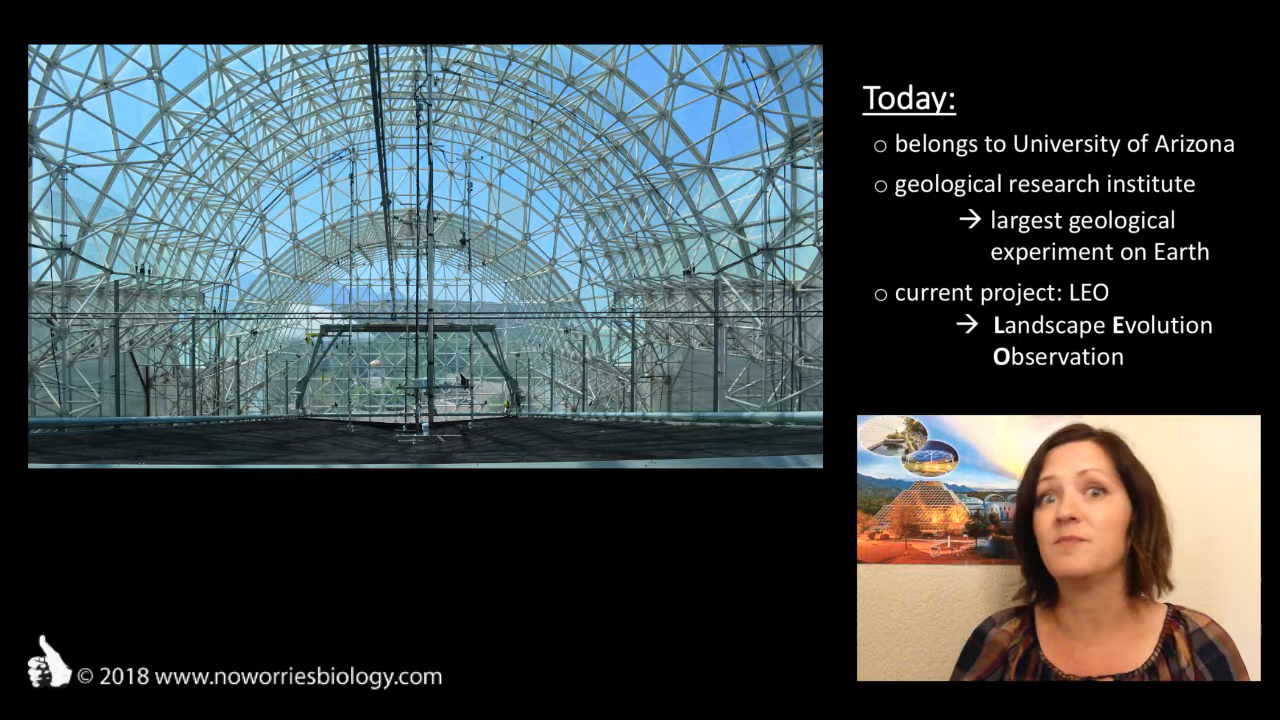 Today:
○ belongs to University of Arizona
○ geological research institute
→ largest geological
experiment on Earth
○ current project: LEO
→ Landscape Evolution
Observation
© 2018 www.noworriesbiology.com